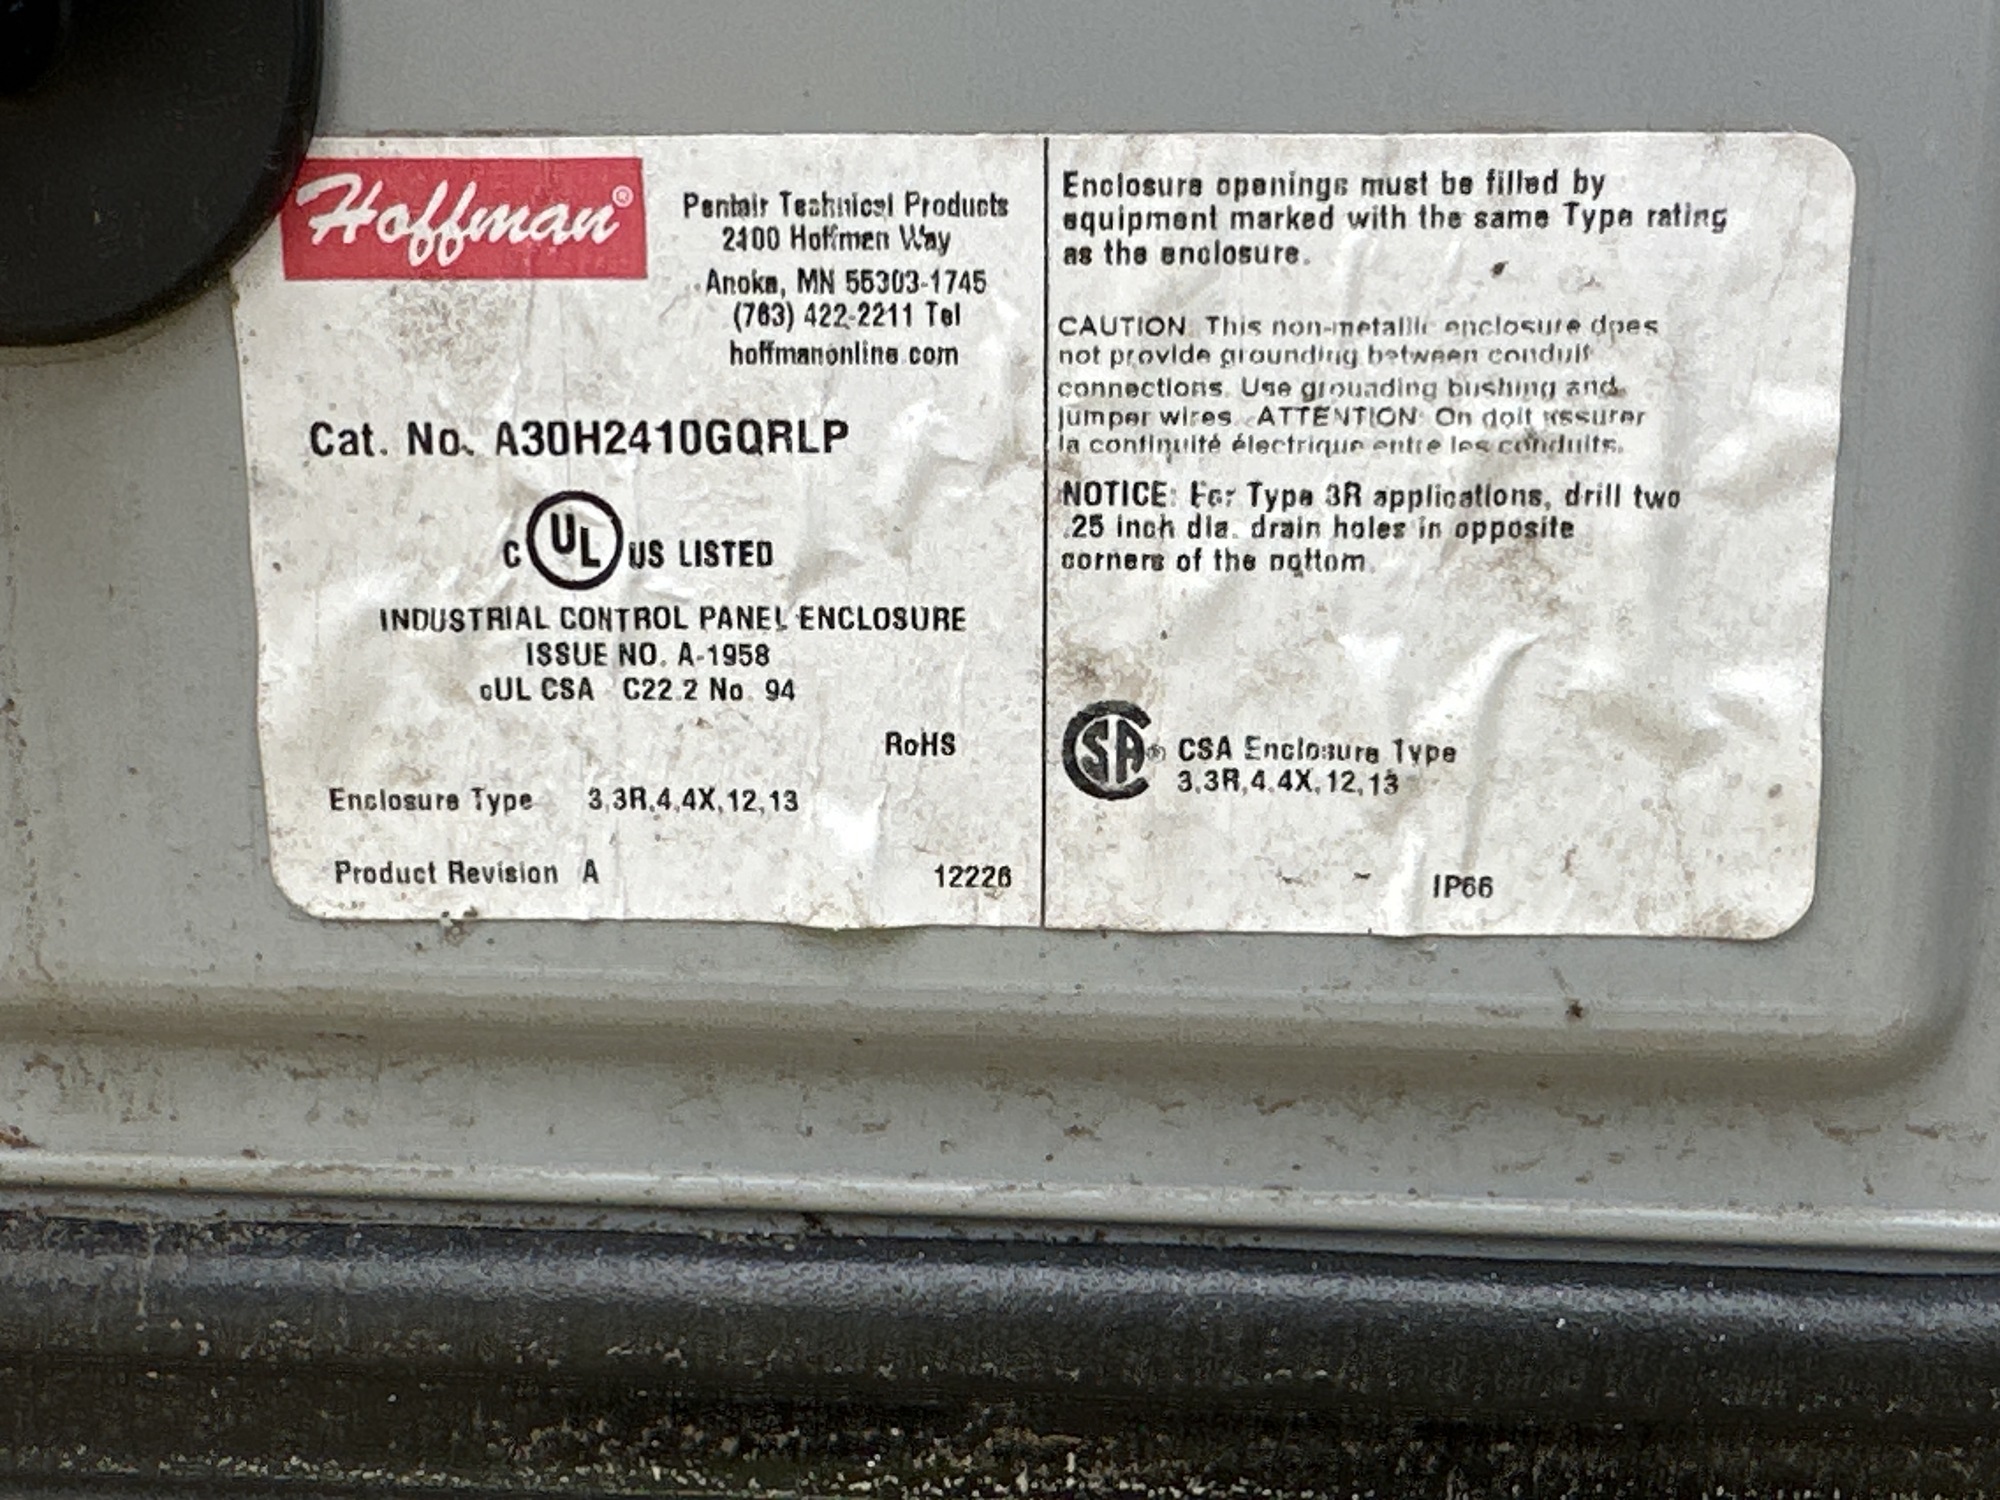 Hoffman®
Pentair Technical Products
2100 Hoffman Way
Anoka, MN 55303-1745
(763) 422-2211 Tel
hoffmanonline.com
Cat. No. A30H2410GQRLP
C UL US LISTED
INDUSTRIAL CONTROL PANEL ENCLOSURE
ISSUE NO. A-1958
cUL CSA C22.2 No. 94
RoHS
Enclosure Type 3,3R,4,4X,12,13
Product Revision A
12226
Enclosure openings must be filled by
equipment marked with the same Type rating
as the enclosure.
CAUTION: This non-metallic enclosure does
not provide grounding between conduit
connections. Use grounding bushing and
jumper wires. ATTENTION: On doit assurer
la continuité électrique entre les conduits.
NOTICE: For Type 3R applications, drill two
.25 inch dia. drain holes in opposite
corners of the bottom.
CSA® CSA Enclosure Type
3,3R,4,4X,12,13
IP66